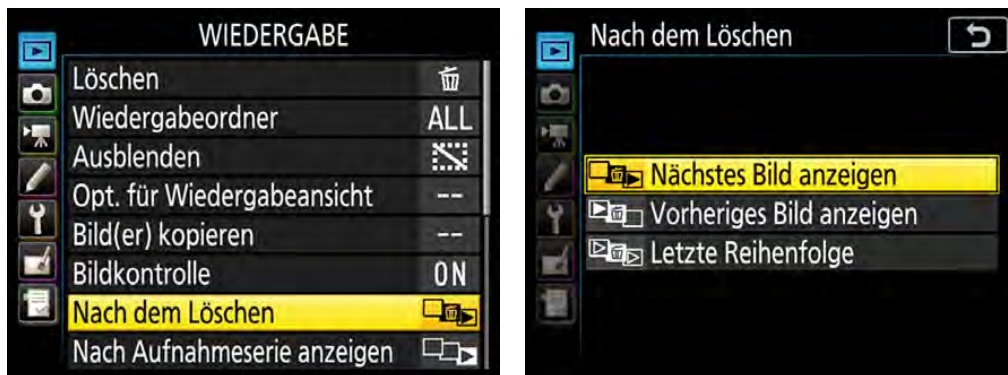 WIEDERGABE
Löschen
Wiedergabeordner ALL
Ausblenden
Opt. für Wiedergabeansicht --
Bild(er) kopieren --
Bildkontrolle ON
Nach dem Löschen
Nach Aufnahmeserie anzeigen
Nach dem Löschen
Nächstes Bild anzeigen
Vorheriges Bild anzeigen
Letzte Reihenfolge